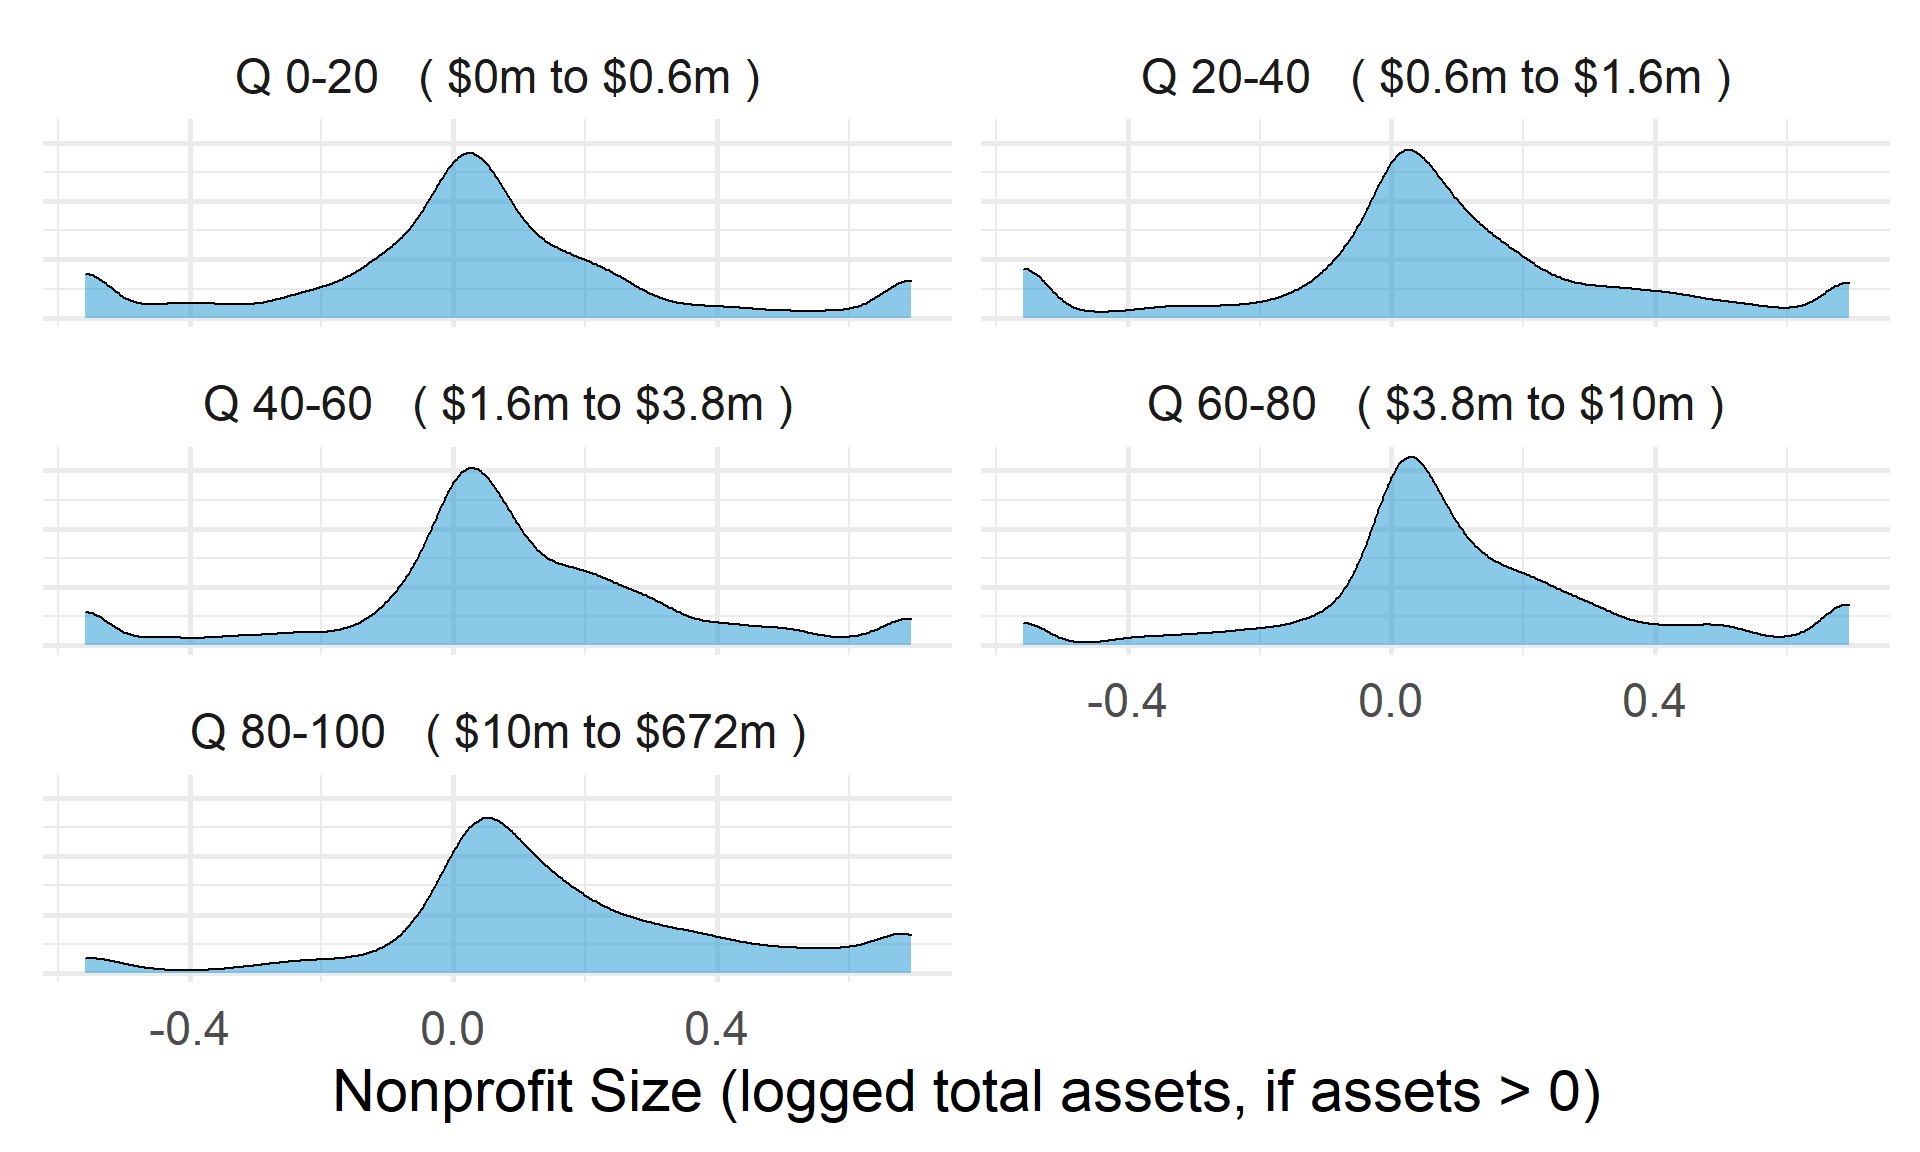 Q 0-20 ( $0m to $0.6m )
Q 20-40 ( $0.6m to $1.6m )
Q 40-60 ( $1.6m to $3.8m )
Q 60-80 ( $3.8m to $10m )
-0.4 0.0 0.4
Q 80-100 ( $10m to $672m )
-0.4 0.0 0.4
Nonprofit Size (logged total assets, if assets > 0)